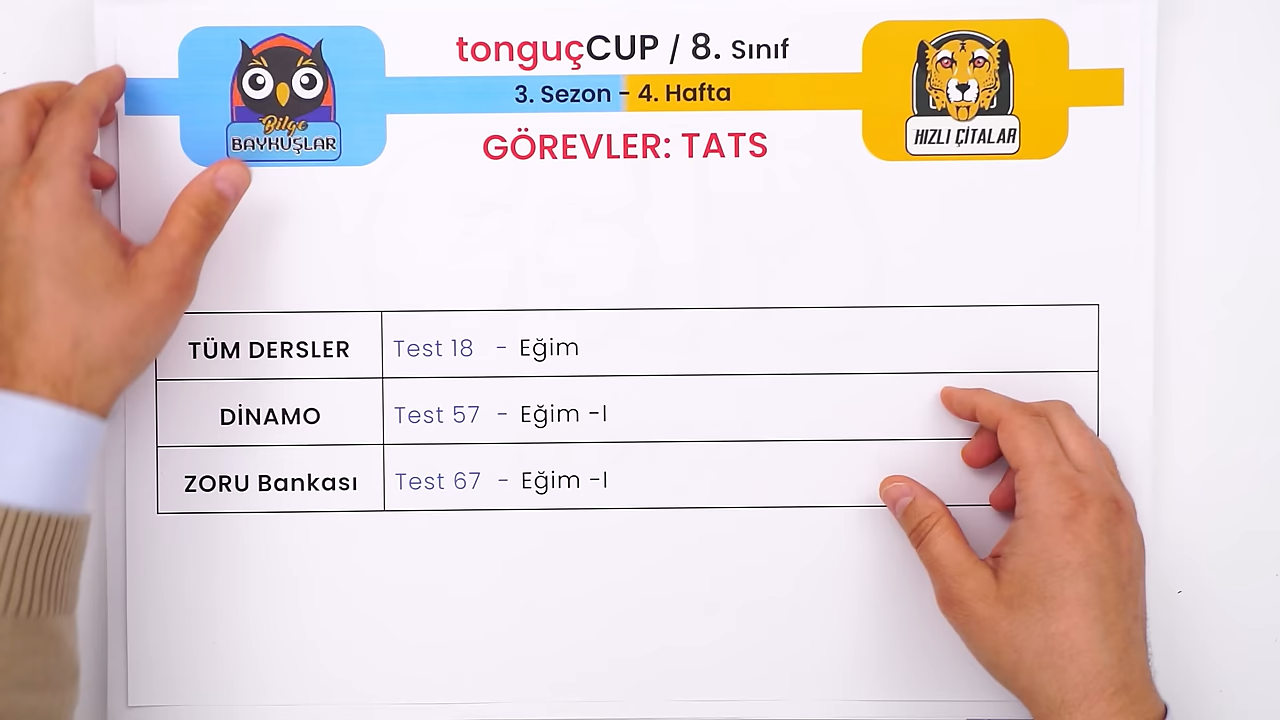 tonguçCUP / 8. Sınıf
3. Sezon - 4. Hafta
GÖREVLER: TATS
Bilge
BAYKUŞLAR
HIZLI ÇİTALAR
TÜM DERSLER Test 18 - Eğim
DİNAMO Test 57 - Eğim -I
ZORU Bankası Test 67 - Eğim -I